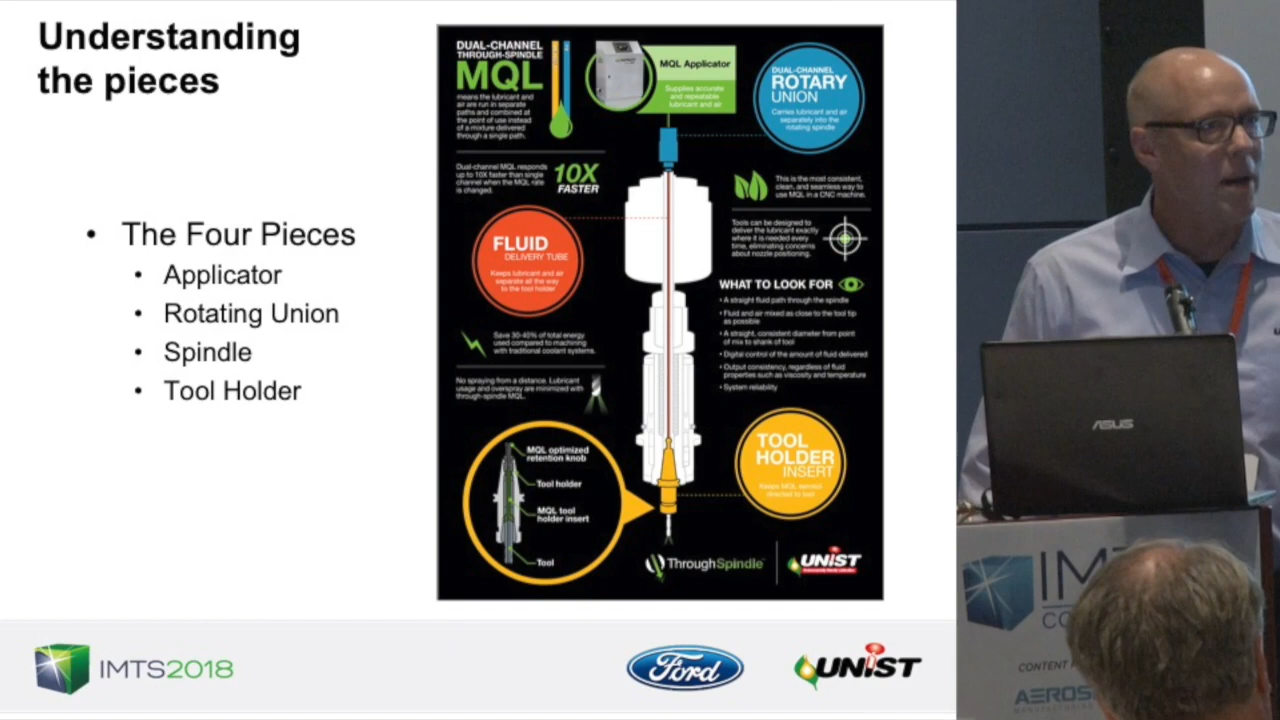 Understanding
the pieces
• The Four Pieces
• Applicator
• Rotating Union
• Spindle
• Tool Holder
DUAL-CHANNEL
THROUGH-SPINDLE
MQL
means the lubricant and
air are run in separate
paths and combined at
the point of use instead
of a mixture delivered
through a single path.
MQL Applicator
Supplies accurate
and repeatable
lubricant and air
DUAL-CHANNEL
ROTARY
UNION
Carries lubricant and air
separately into the
rotating spindle
Dual-channel MQL responds
up to 10X faster than single
channel when the MQL rate
is changed.
10X
FASTER
This is the most consistent,
clean, and seamless way to
use MQL in a CNC machine.
FLUID
DELIVERY TUBE
Keeps lubricant and air
separate all the way
to the tool holder
Tools can be designed to
deliver the lubricant exactly
where it is needed every
time, eliminating concerns
about nozzle positioning.
WHAT TO LOOK FOR
• A straight fluid path through the spindle
• Fluid and air mixed as close to the tool tip
as possible
• A straight, consistent diameter from point
of mix to shank of tool
• Digital control of the amount of fluid delivered
• Output consistency, regardless of fluid
properties such as viscosity and temperature
• System reliability
Save 30-40% of total energy
used compared to machining
with traditional coolant systems.
No spraying from a distance. Lubricant
usage and overspray are minimized with
through-spindle MQL.
MQL optimized
retention knob
Tool holder
MQL tool
holder insert
Tool
TOOL
HOLDER
INSERT
Keeps MQL aerosol
directed to tool
ThroughSpindle
UNIST
IMTS2018
Ford
UNIST
ASUS
IM
CO
CONTENT
AEROS